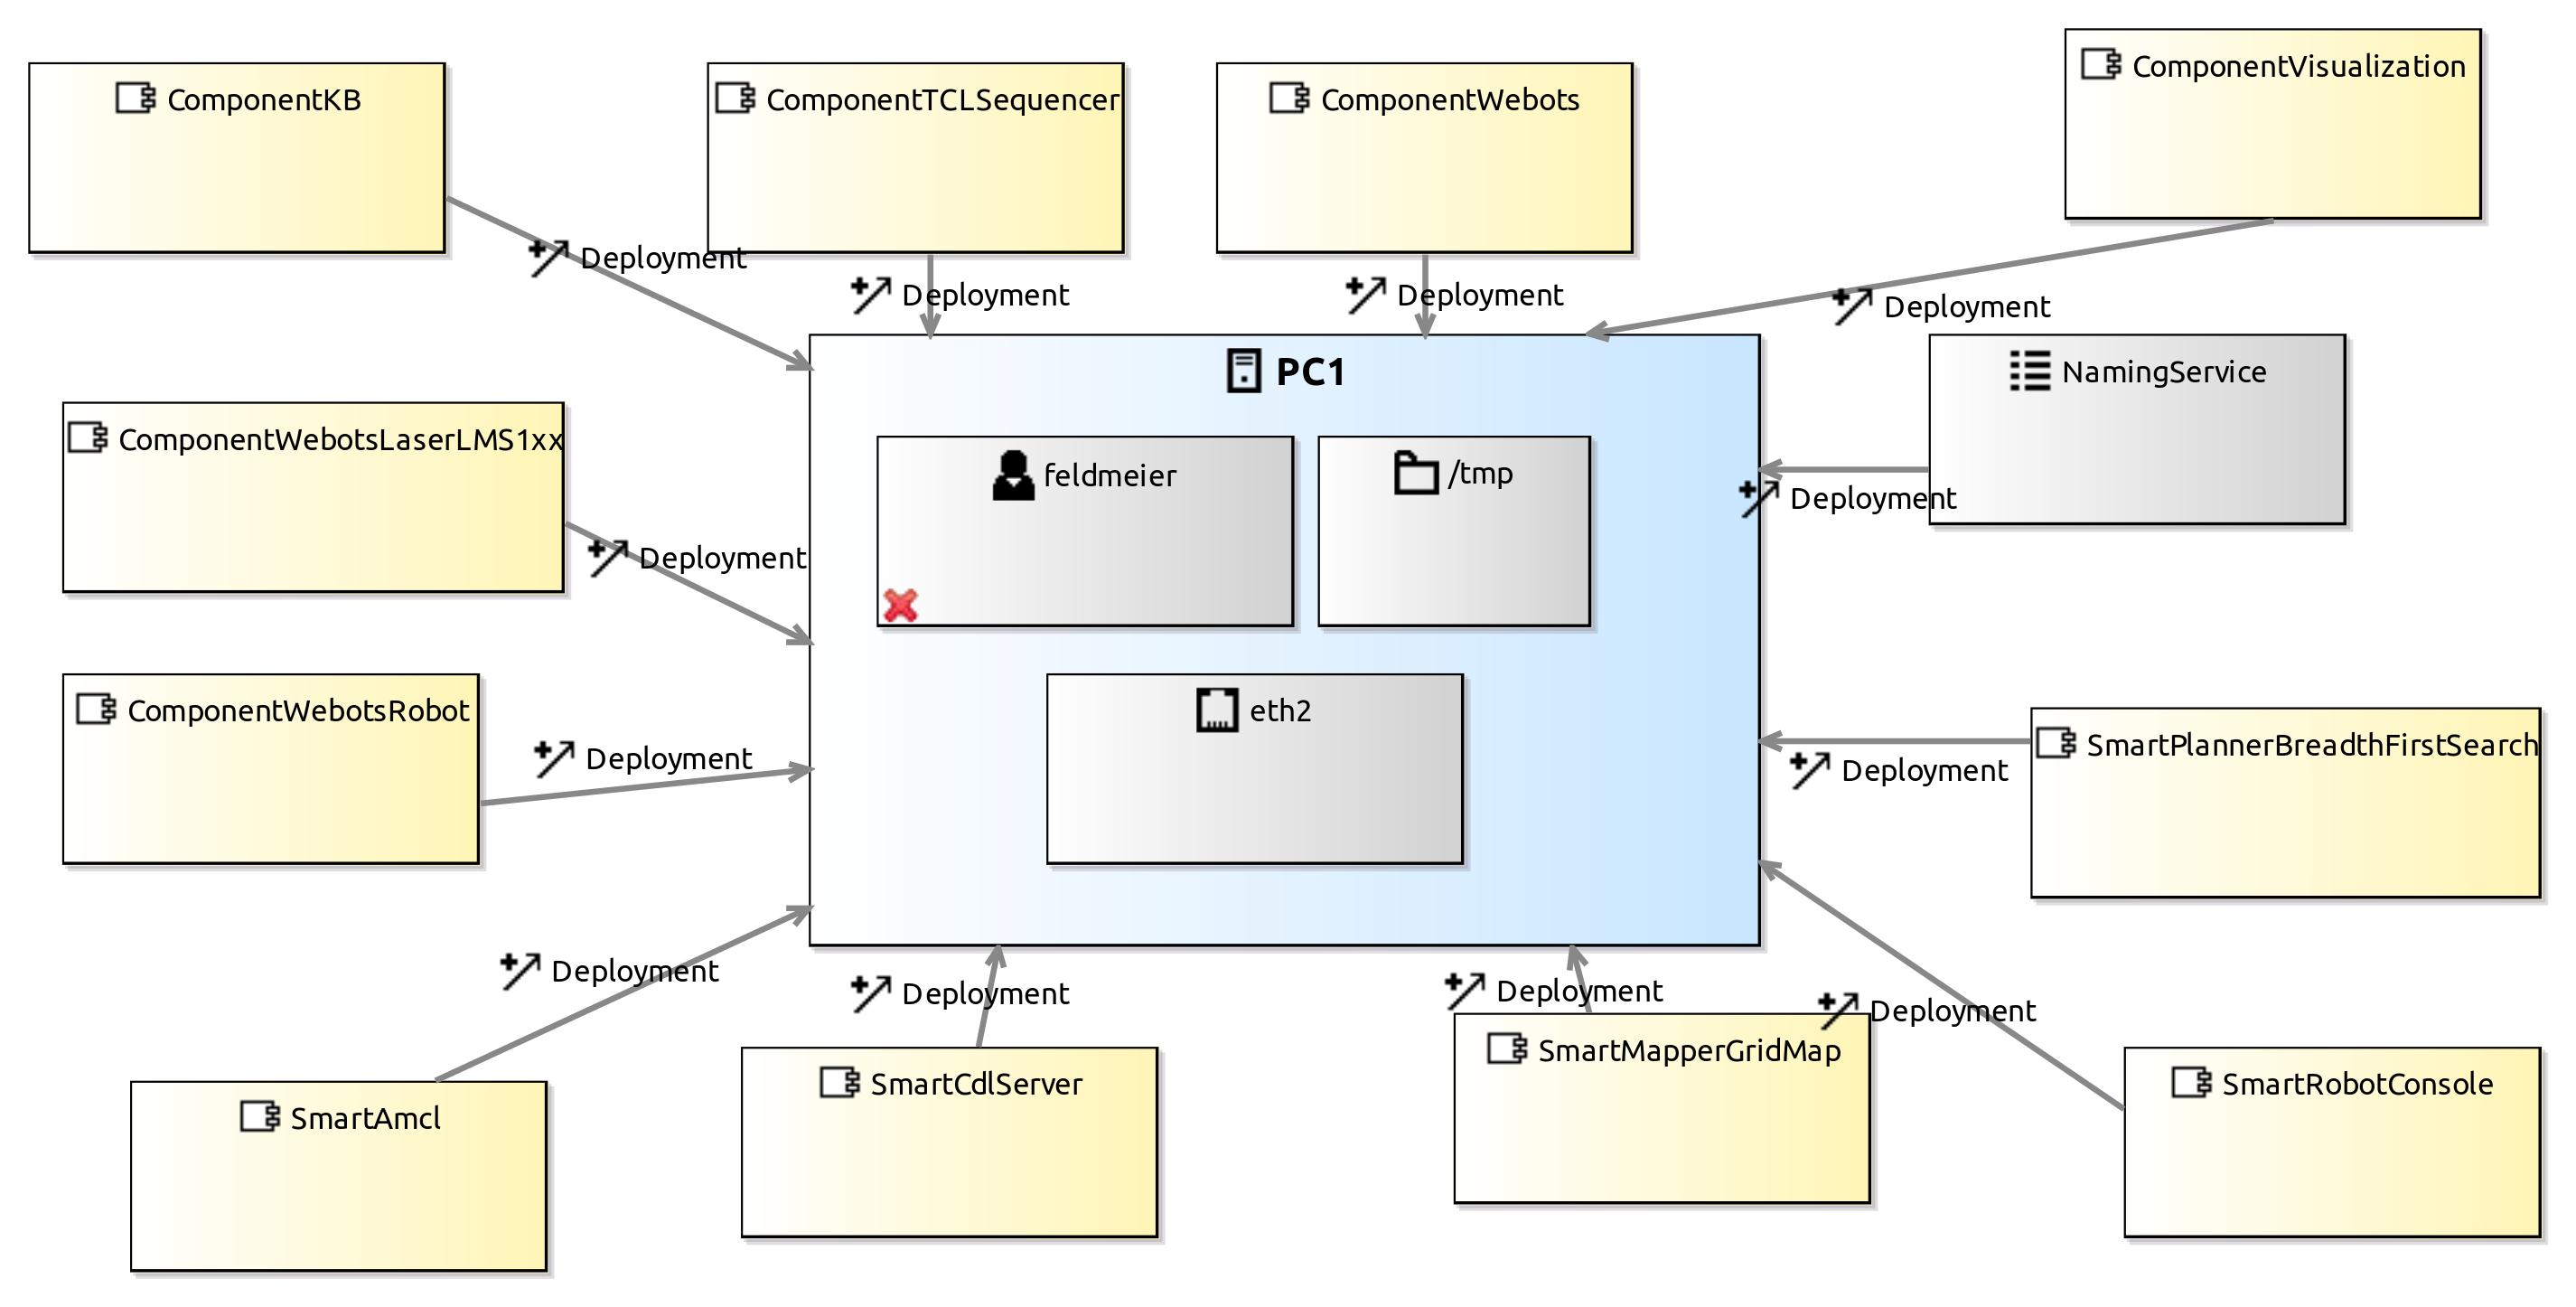 ComponentKB
ComponentTCLSequencer
ComponentWebots
ComponentVisualization
Deployment
Deployment
Deployment
Deployment
PC1
NamingService
ComponentWebotsLaserLMS1xx
feldmeier
/tmp
Deployment
Deployment
ComponentWebotsRobot
eth2
SmartPlannerBreadthFirstSearch
Deployment
Deployment
Deployment
Deployment
Deployment
Deployment
SmartAmcl
SmartCdlServer
SmartMapperGridMap
SmartRobotConsole